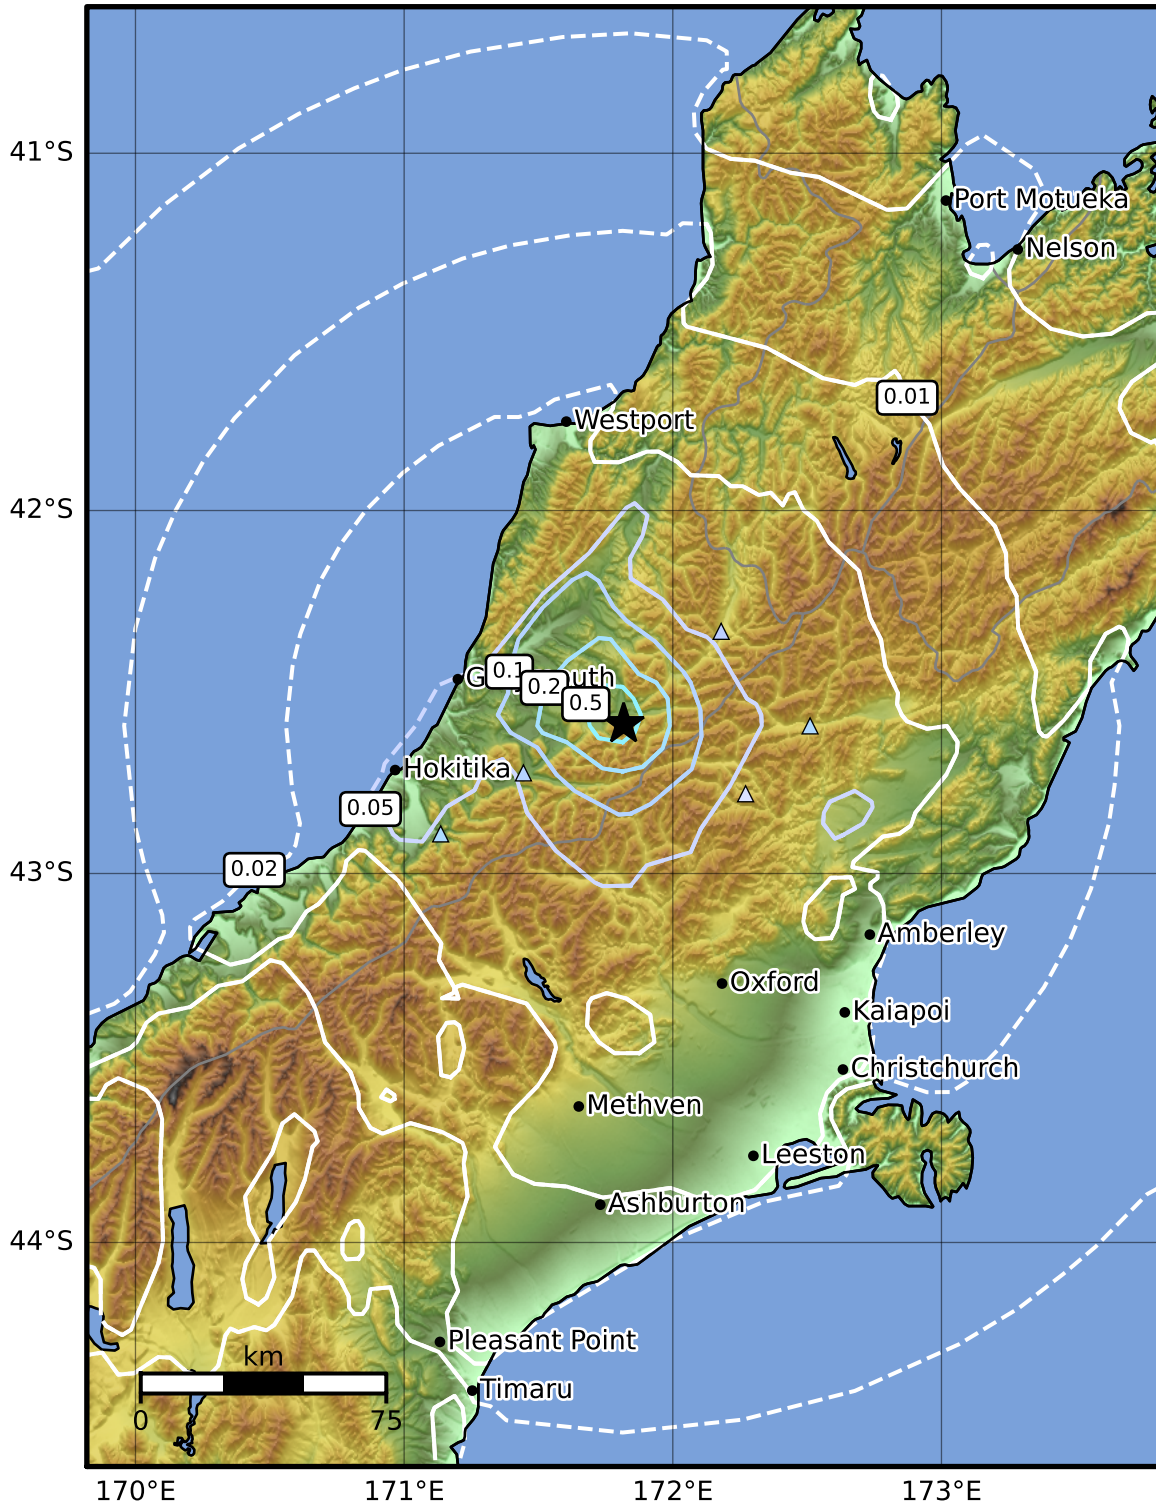 41°S
Port Motueka
Nelson
0.01
Westport
42°S
0.1
0.2
0.5
Hokitika
0.05
0.02
43°S
Amberley
Oxford
Kaiapoi
Christchurch
Methven
Leeston
Ashburton
44°S
Pleasant Point
km
Timaru
0
75
170°E
171°E
172°E
173°E